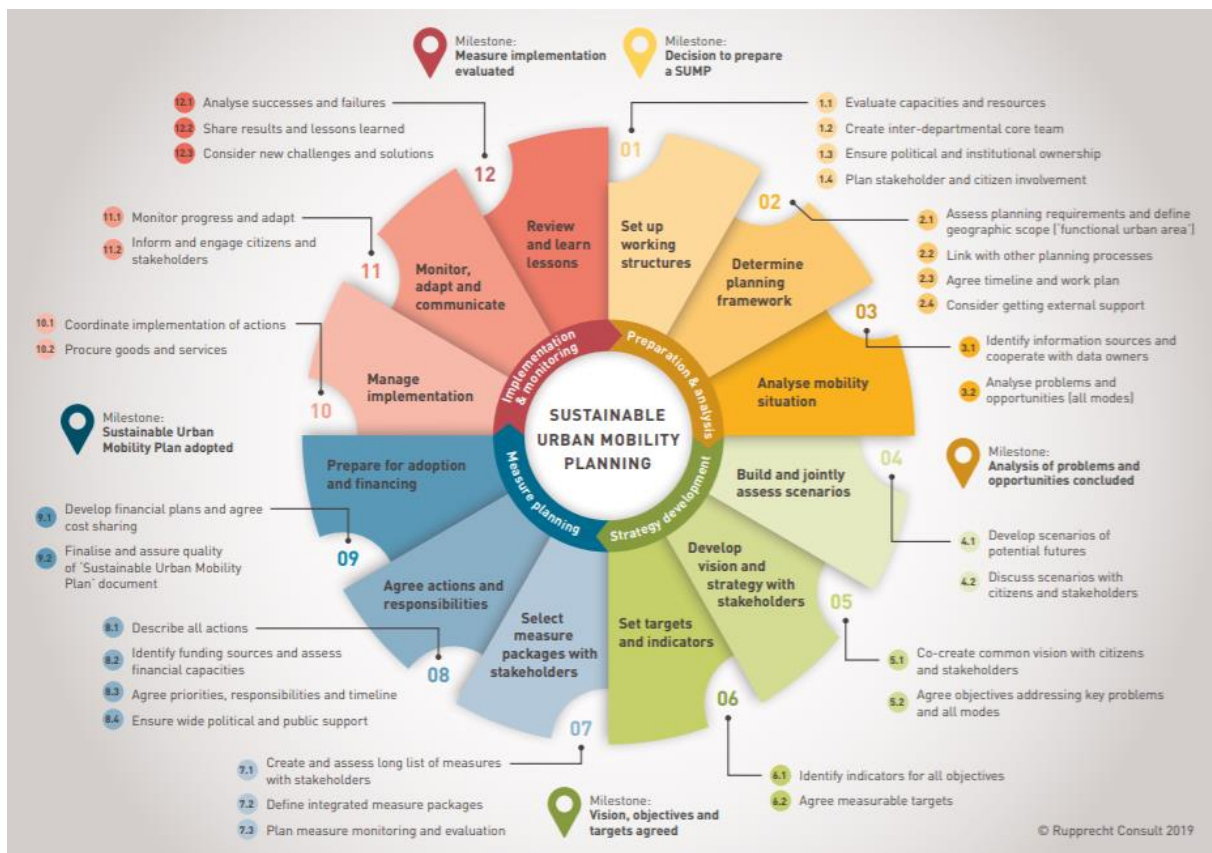 Milestone:
Measure implementation
evaluated
Milestone:
Decision to prepare
a SUMP
12.1 Analyse successes and failures
12.2 Share results and lessons learned
12.3 Consider new challenges and solutions
1.1 Evaluate capacities and resources
1.2 Create inter-departmental core team
1.3 Ensure political and institutional ownership
1.4 Plan stakeholder and citizen involvement
11.1 Monitor progress and adapt
11.2 Inform and engage citizens and
stakeholders
2.1 Assess planning requirements and define
geographic scope ('functional urban area')
2.2 Link with other planning processes
2.3 Agree timeline and work plan
2.4 Consider getting external support
10.1 Coordinate implementation of actions
10.2 Procure goods and services
3.1 Identify information sources and
cooperate with data owners
3.2 Analyse problems and
opportunities (all modes)
01
Set up
working
structures
02
Determine
planning
framework
03
Analyse mobility
situation
04
Build and jointly
assess scenarios
05
Develop
vision and
strategy with
stakeholders
06
Set targets
and indicators
07
Select
measure
packages with
stakeholders
08
Agree actions and
responsibilities
09
Prepare for adoption
and financing
10
Manage
implementation
11
Monitor,
adapt and
communicate
12
Review
and learn
lessons
Preparation & analysis
Strategy development
Measure planning
Implementation
& monitoring
SUSTAINABLE
URBAN MOBILITY
PLANNING
Milestone:
Sustainable Urban
Mobility Plan adopted
Milestone:
Analysis of problems and
opportunities concluded
9.1 Develop financial plans and agree
cost sharing
9.2 Finalise and assure quality
of 'Sustainable Urban Mobility
Plan' document
4.1 Develop scenarios of
potential futures
4.2 Discuss scenarios with
citizens and stakeholders
8.1 Describe all actions
8.2 Identify funding sources and assess
financial capacities
8.3 Agree priorities, responsibilities and timeline
8.4 Ensure wide political and public support
5.1 Co-create common vision with citizens
and stakeholders
5.2 Agree objectives addressing key problems
and all modes
7.1 Create and assess long list of measures
with stakeholders
7.2 Define integrated measure packages
7.3 Plan measure monitoring and evaluation
Milestone:
Vision, objectives and
targets agreed
6.1 Identify indicators for all objectives
6.2 Agree measurable targets
© Rupprecht Consult 2019